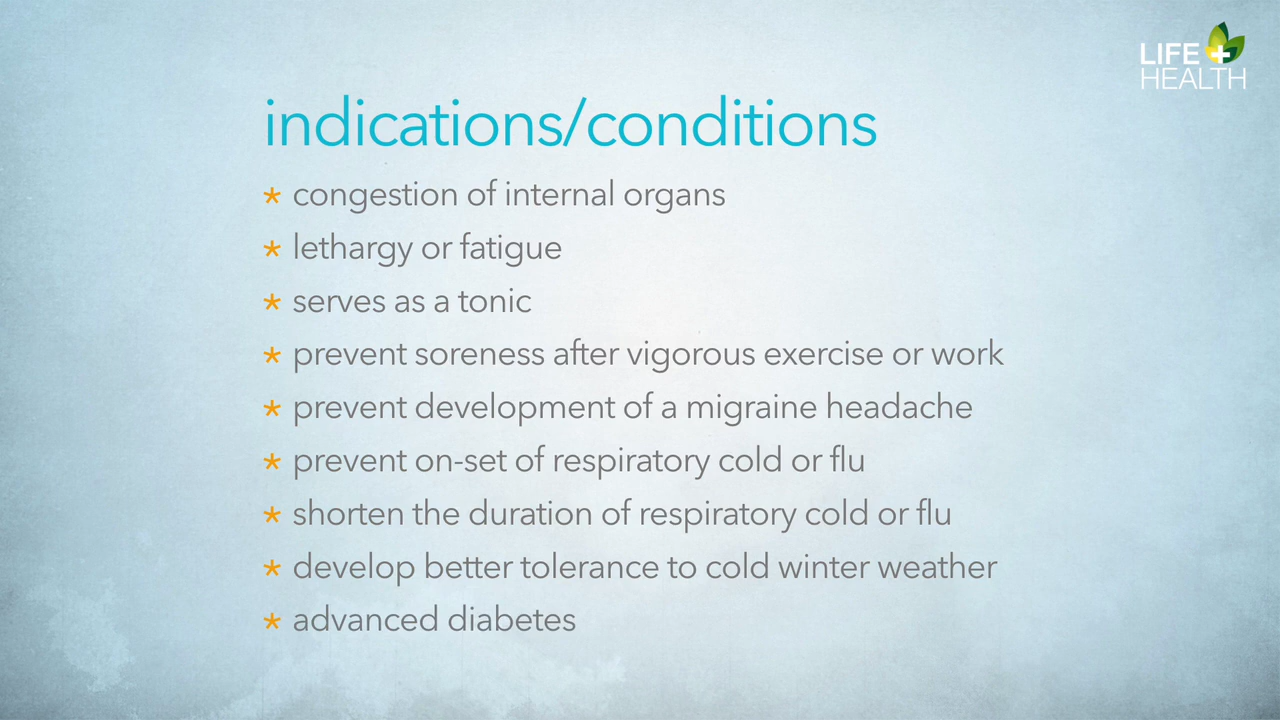 LIFE +
HEALTH
indications/conditions
* congestion of internal organs
* lethargy or fatigue
* serves as a tonic
* prevent soreness after vigorous exercise or work
* prevent development of a migraine headache
* prevent on-set of respiratory cold or flu
* shorten the duration of respiratory cold or flu
* develop better tolerance to cold winter weather
* advanced diabetes